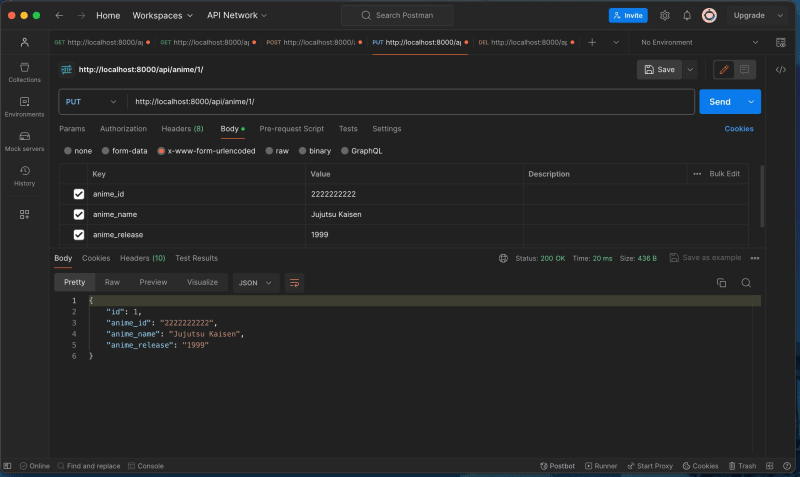 Home Workspaces API Network Search Postman Invite Upgrade
GET http://localhost:8000/ap GET http://localhost:8000/ap POST http://localhost:8000/ PUT http://localhost:8000/ap DEL http://localhost:8000/ap No Environment
HTTP http://localhost:8000/api/anime/1/ Save
PUT http://localhost:8000/api/anime/1/ Send
Params Authorization Headers (8) Body Pre-request Script Tests Settings Cookies
none form-data x-www-form-urlencoded raw binary GraphQL
Key Value Description Bulk Edit
anime_id 2222222222
anime_name Jujutsu Kaisen
anime_release 1999
Collections
Environments
Mock servers
History
Body Cookies Headers (10) Test Results Status: 200 OK Time: 20 ms Size: 436 B Save as example
Pretty Raw Preview Visualize JSON
1 {
2 "id": 1,
3 "anime_id": "2222222222",
4 "anime_name": "Jujutsu Kaisen",
5 "anime_release": "1999"
6 }
Online Find and replace Console Postbot Runner Start Proxy Cookies Trash